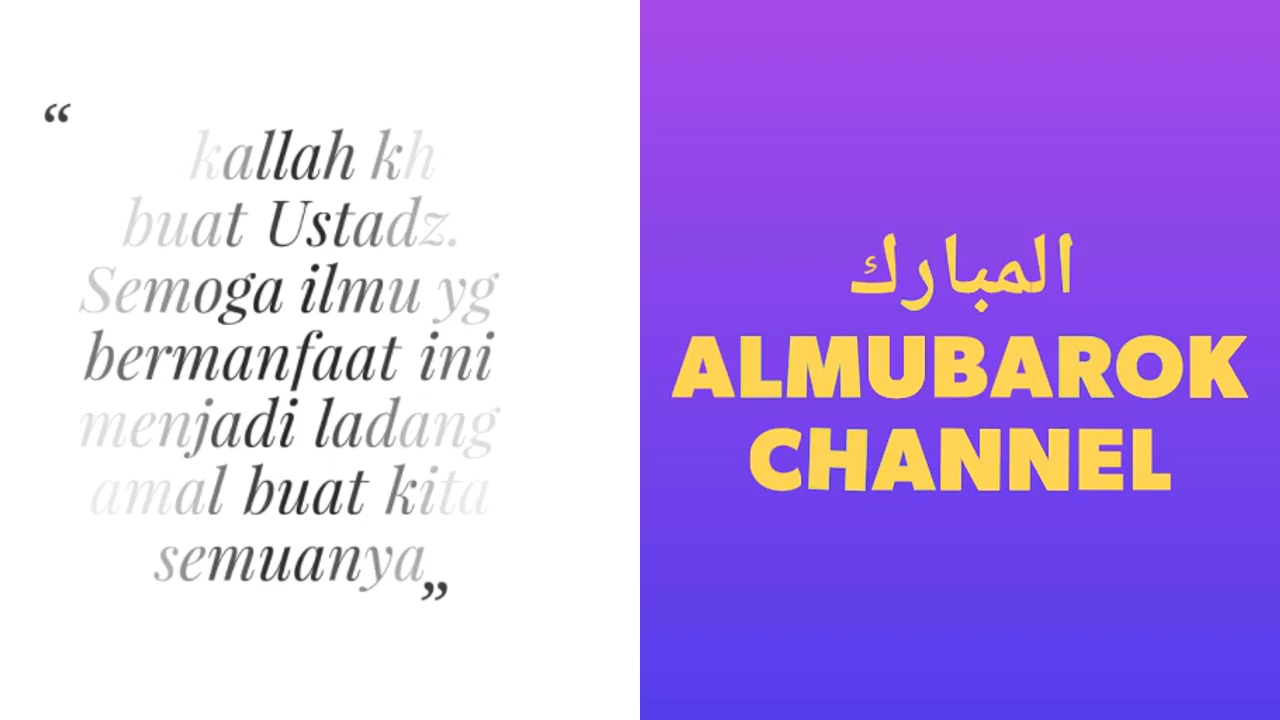 “
kallah kh
buat Ustadz.
Semoga ilmu yg
bermanfaat ini
menjadi ladang
amal buat kita
semuanya”
المبارك
ALMUBAROK
CHANNEL